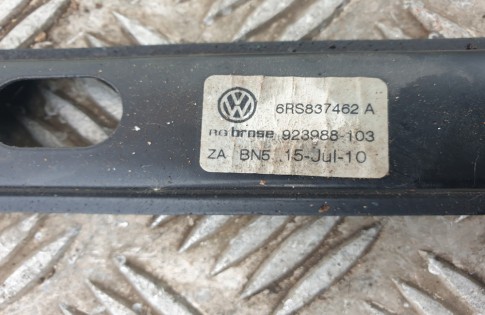 6RS837462 A
brose 923988-103
ZA BN5 15-Jul-10